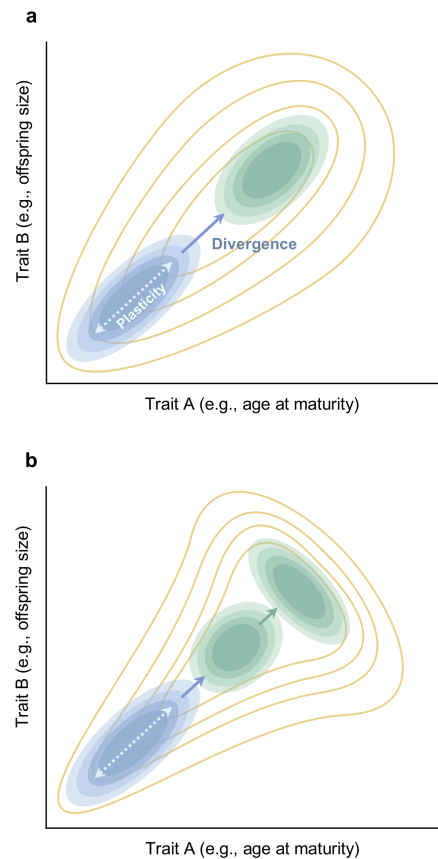 a
Trait B (e.g., offspring size)
Divergence
Plasticity
Trait A (e.g., age at maturity)
b
Trait B (e.g., offspring size)
Trait A (e.g., age at maturity)